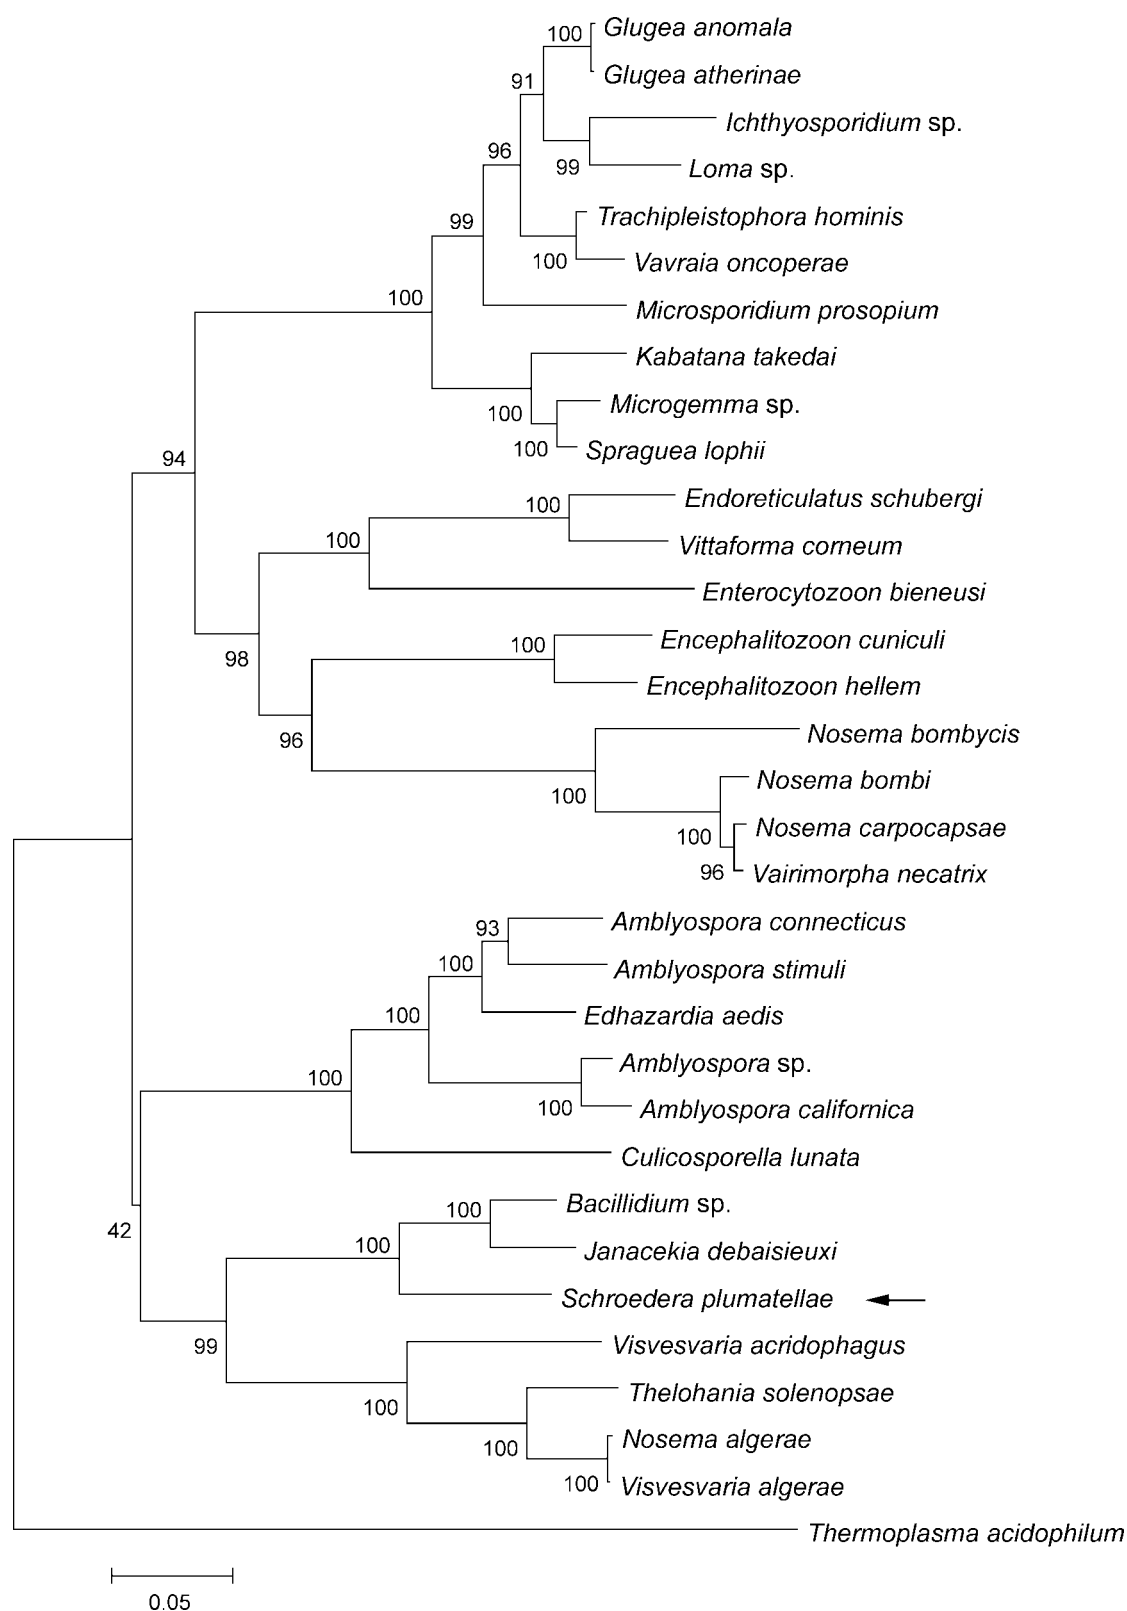 100 Glugea anomala
Glugea atherinae
91
Ichthyosporidium sp.
96
99 Loma sp.
Trachipleistophora hominis
99
100 Vavraia oncoperae
100
Microsporidium prosopium
Kabatana takedai
Microgemma sp.
100
100 Spraguea lophii
94
Endoreticulatus schubergi
100
100
Vittaforma corneum
Enterocytozoon bieneusi
100 Encephalitozoon cuniculi
98
Encephalitozoon hellem
Nosema bombycis
96
Nosema bombi
100
Nosema carpocapsae
100
96 Vairimorpha necatrix
Amblyospora connecticus
93
100
Amblyospora stimuli
100 Edhazardia aedis
Amblyospora sp.
100
100 Amblyospora californica
Culicosporella lunata
Bacillidium sp.
100
42
100 Janacekia debaisieuxi
Schroedera plumatellae
99 Visvesvaria acridophagus
Thelohania solenopsae
100
Nosema algerae
100
100 Visvesvaria algerae
Thermoplasma acidophilum
0.05